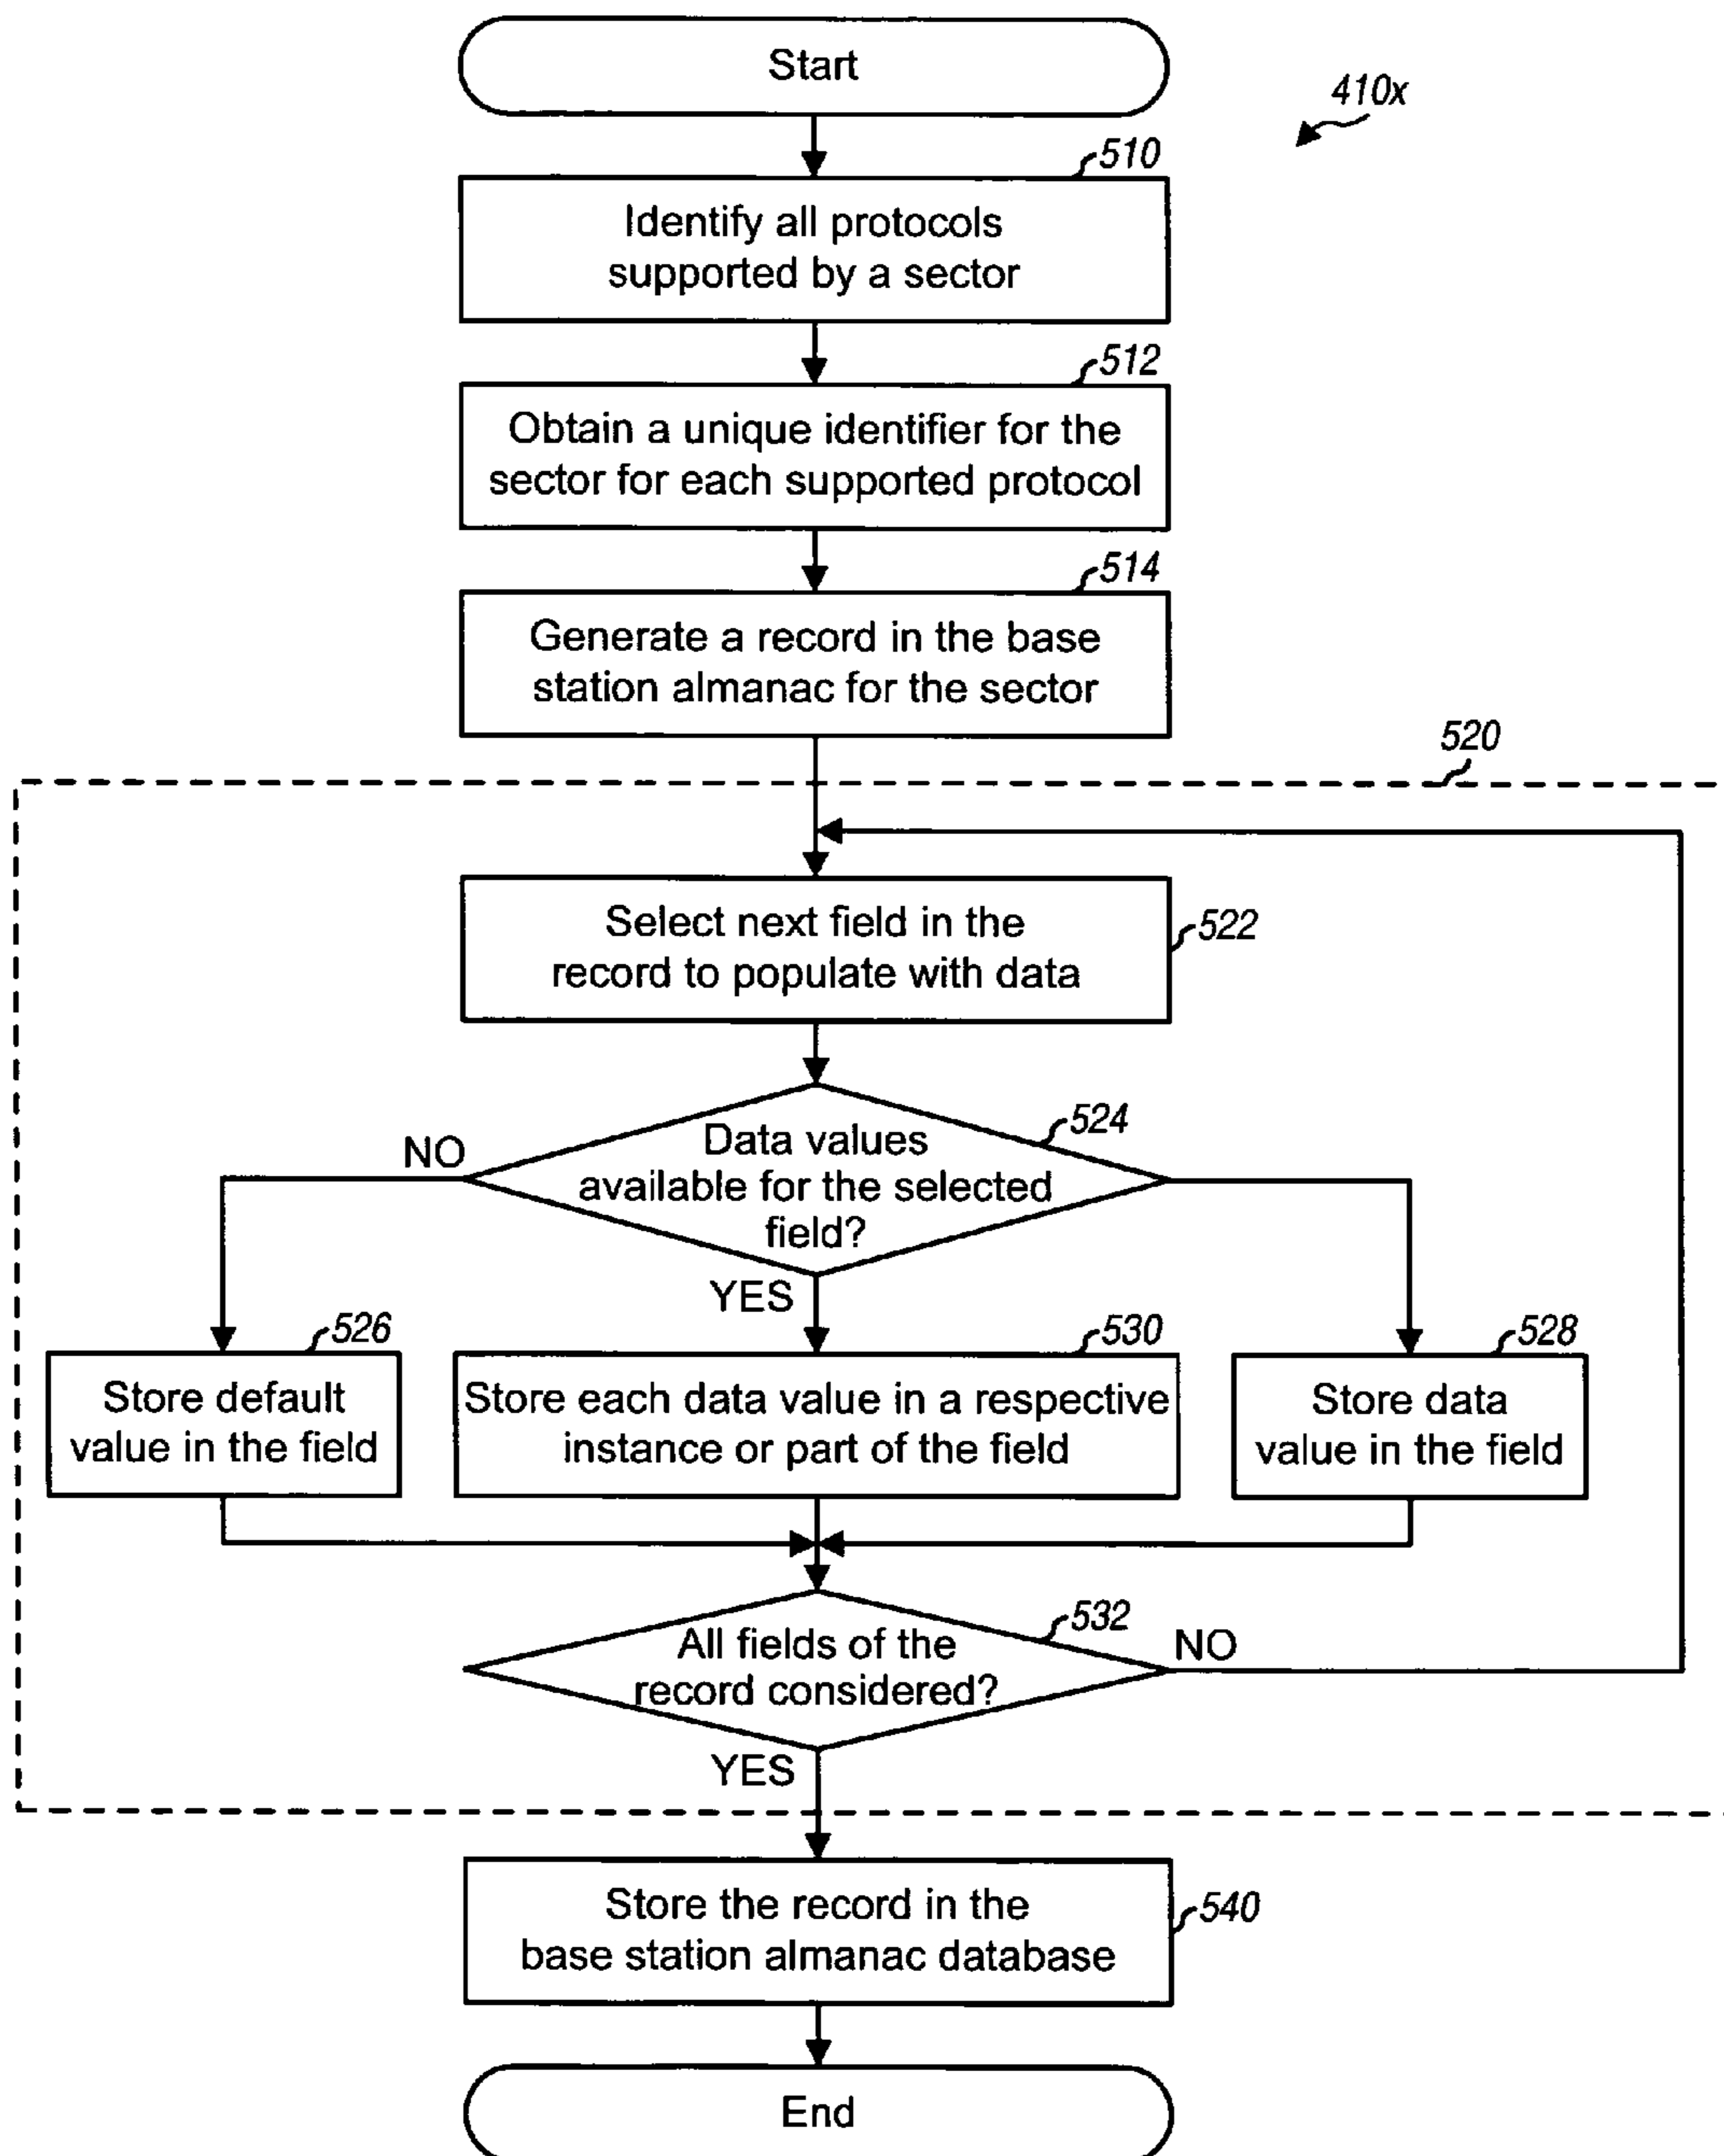 Start
410x
510
Identify all protocols
supported by a sector
512
Obtain a unique identifier for the
sector for each supported protocol
514
Generate a record in the base
station almanac for the sector
520
Select next field in the
record to populate with data
522
524
Data values
available for the selected
field?
NO
YES
526
Store default
value in the field
530
Store each data value in a respective
instance or part of the field
528
Store data
value in the field
532
All fields of the
record considered?
NO
YES
Store the record in the
base station almanac database
540
End